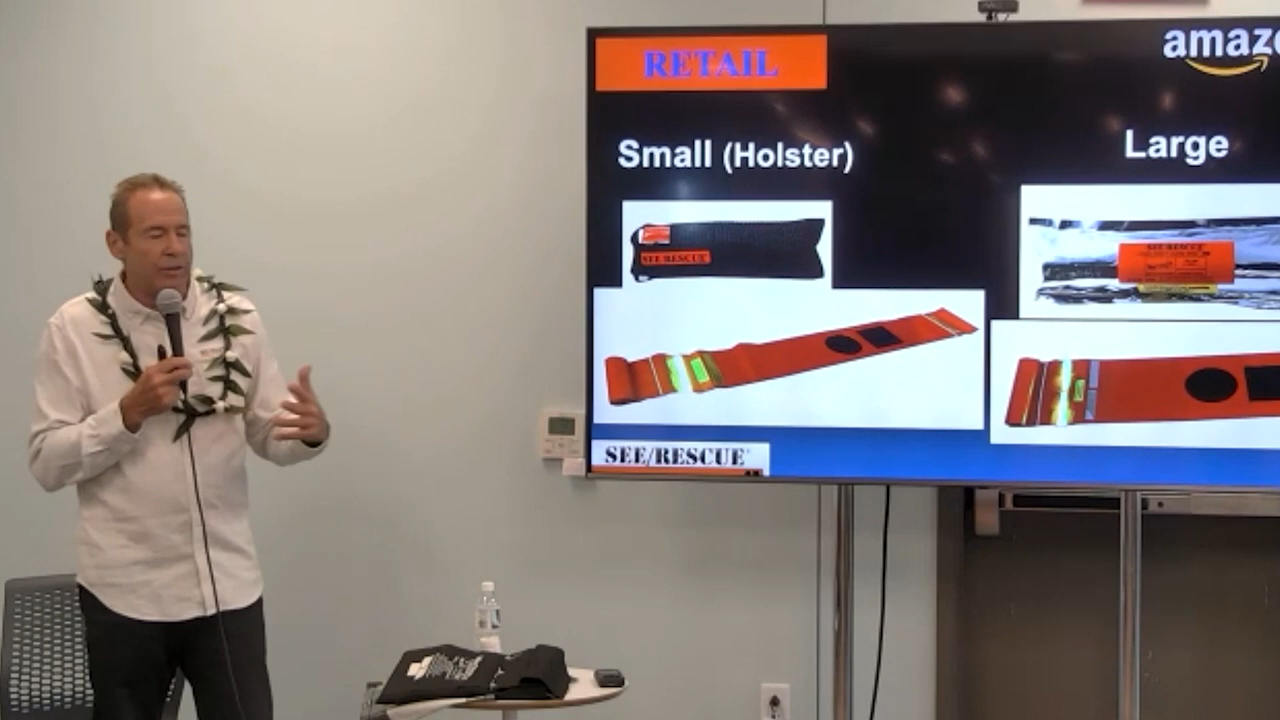 RETAIL
amaz
Small (Holster)
Large
SEE/RESCUE
SEE/RESCUE
SEE/RESCUE®